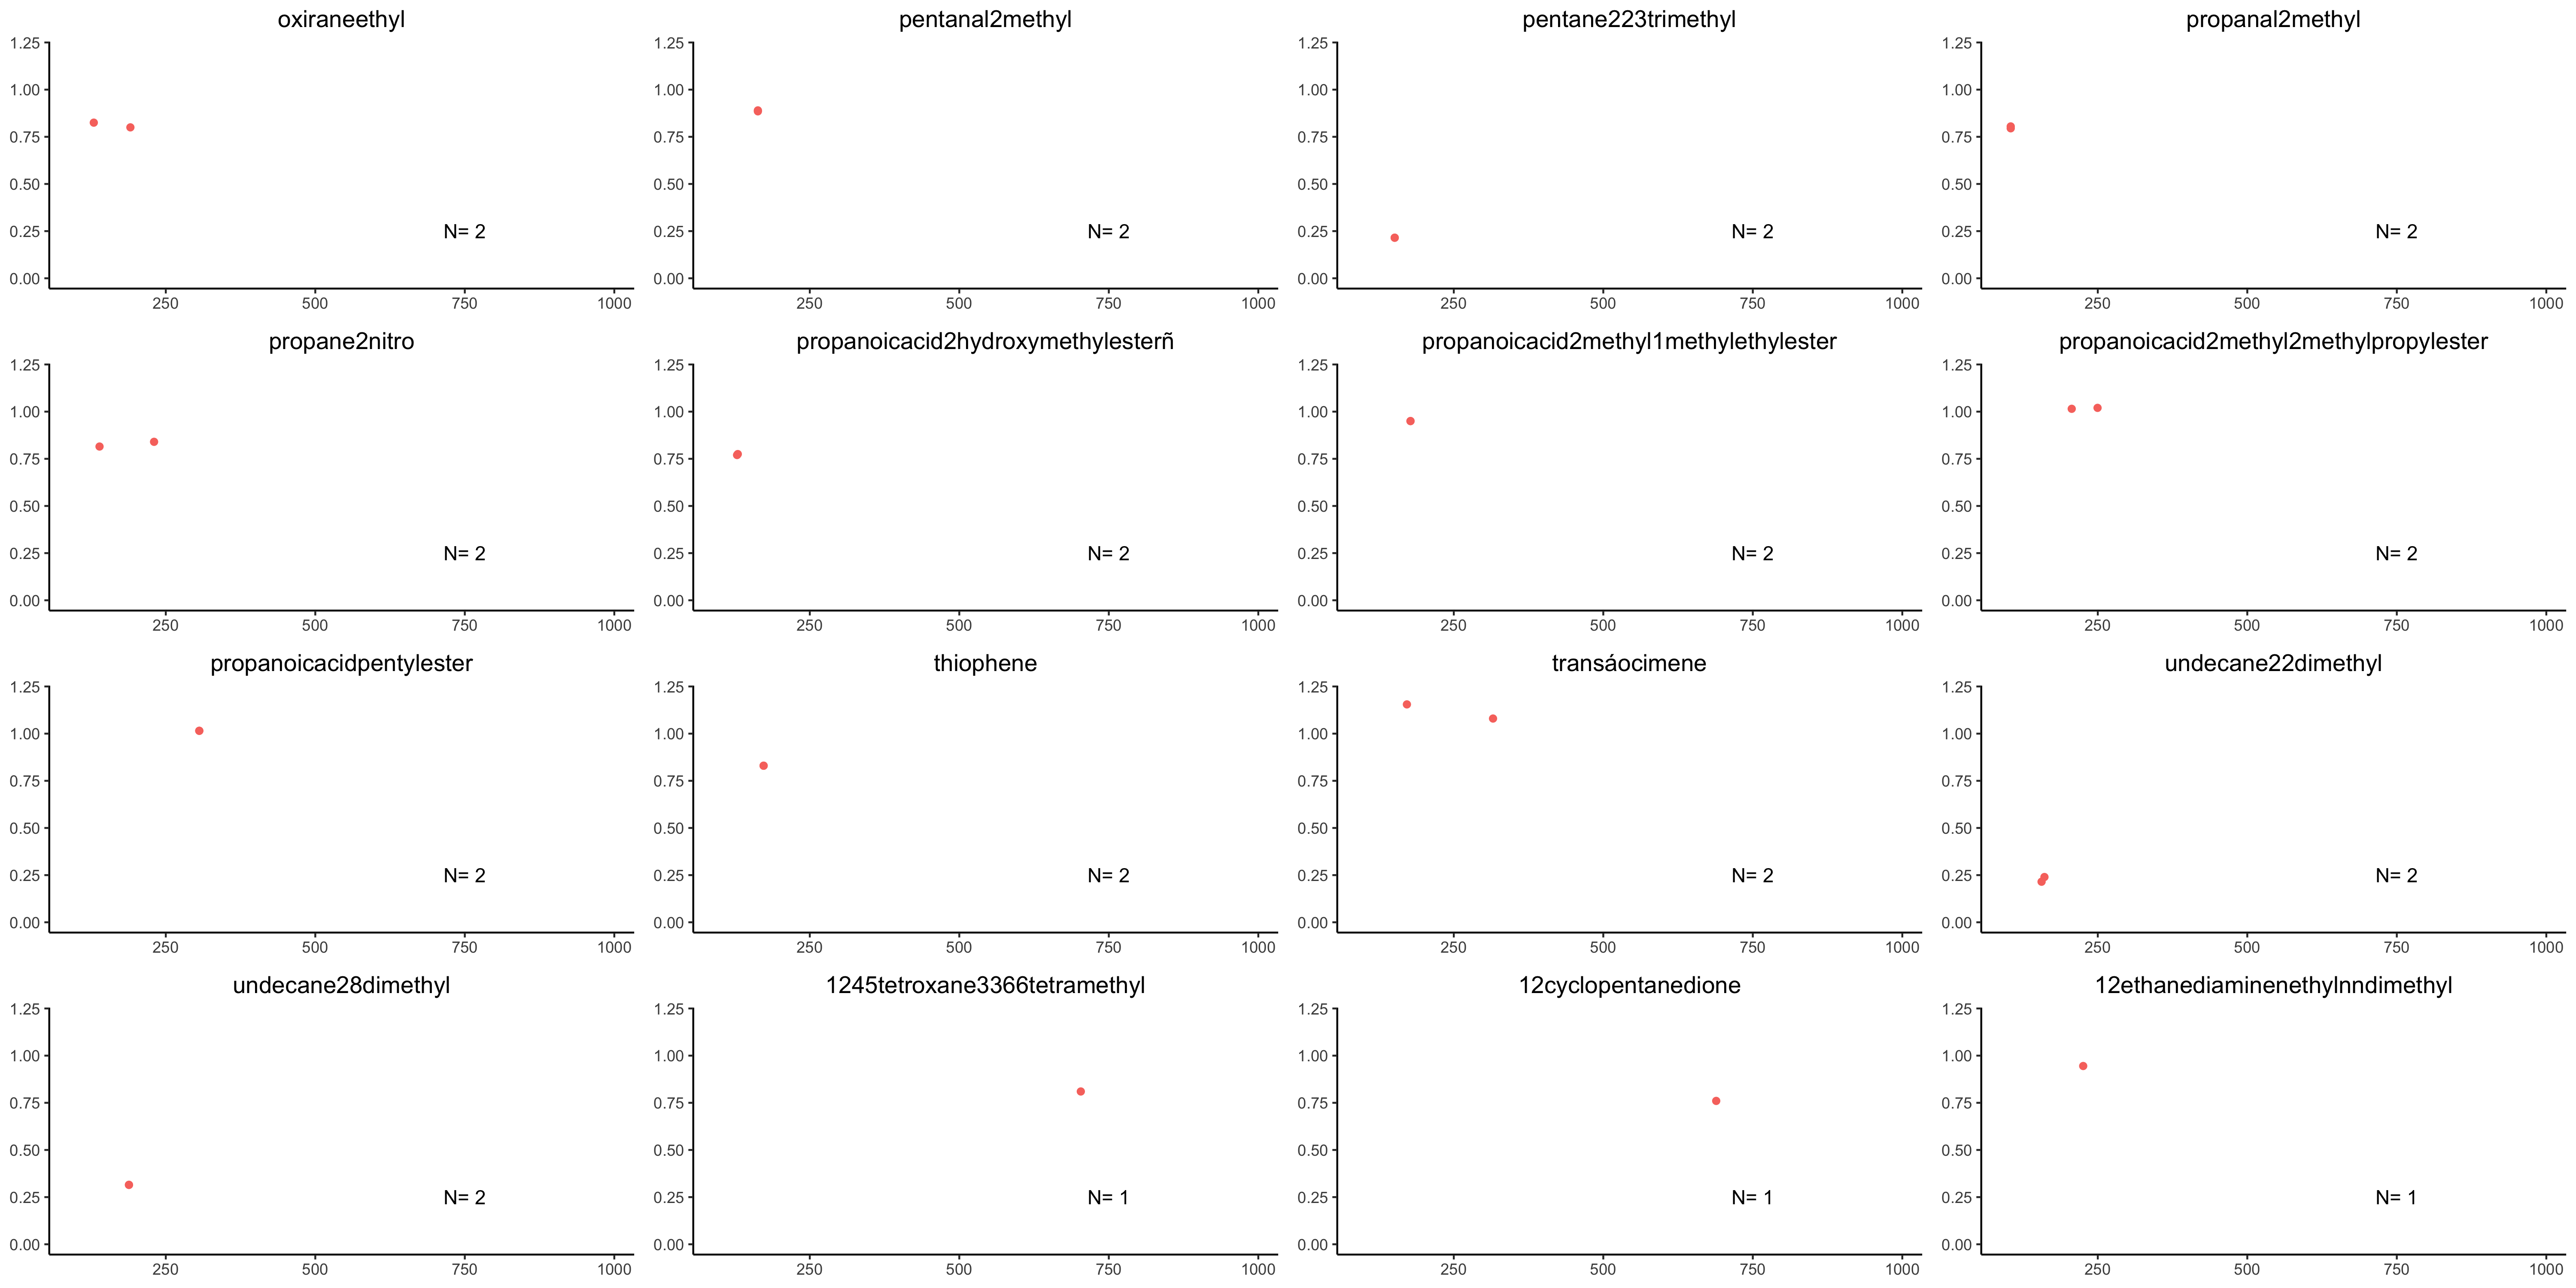 oxiraneethyl
1.25
1.00
0.75
0.50
0.25
0.00
N= 2
250 500 750 1000
pentanal2methyl
1.25
1.00
0.75
0.50
0.25
0.00
N= 2
250 500 750 1000
pentane223trimethyl
1.25
1.00
0.75
0.50
0.25
0.00
N= 2
250 500 750 1000
propanal2methyl
1.25
1.00
0.75
0.50
0.25
0.00
N= 2
250 500 750 1000
propane2nitro
1.25
1.00
0.75
0.50
0.25
0.00
N= 2
250 500 750 1000
propanoicacid2hydroxymethylesterñ
1.25
1.00
0.75
0.50
0.25
0.00
N= 2
250 500 750 1000
propanoicacid2methyl1methylethylester
1.25
1.00
0.75
0.50
0.25
0.00
N= 2
250 500 750 1000
propanoicacid2methyl2methylpropylester
1.25
1.00
0.75
0.50
0.25
0.00
N= 2
250 500 750 1000
propanoicacidpentylester
1.25
1.00
0.75
0.50
0.25
0.00
N= 2
250 500 750 1000
thiophene
1.25
1.00
0.75
0.50
0.25
0.00
N= 2
250 500 750 1000
transáocimene
1.25
1.00
0.75
0.50
0.25
0.00
N= 2
250 500 750 1000
undecane22dimethyl
1.25
1.00
0.75
0.50
0.25
0.00
N= 2
250 500 750 1000
undecane28dimethyl
1.25
1.00
0.75
0.50
0.25
0.00
N= 2
250 500 750 1000
1245tetroxane3366tetramethyl
1.25
1.00
0.75
0.50
0.25
0.00
N= 1
250 500 750 1000
12cyclopentanedione
1.25
1.00
0.75
0.50
0.25
0.00
N= 1
250 500 750 1000
12ethanediaminenethylnndimethyl
1.25
1.00
0.75
0.50
0.25
0.00
N= 1
250 500 750 1000